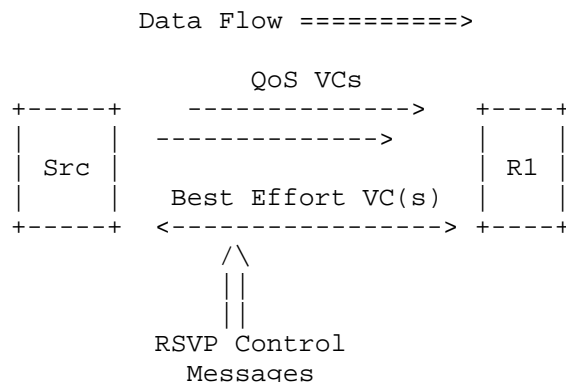 Data Flow ==========>
QoS VCs
+-----+ --------------> +----+
| | --------------> | |
| Src | | R1 |
| | Best Effort VC(s) | |
+-----+ <-----------------> +----+
/\
||
||
RSVP Control
Messages